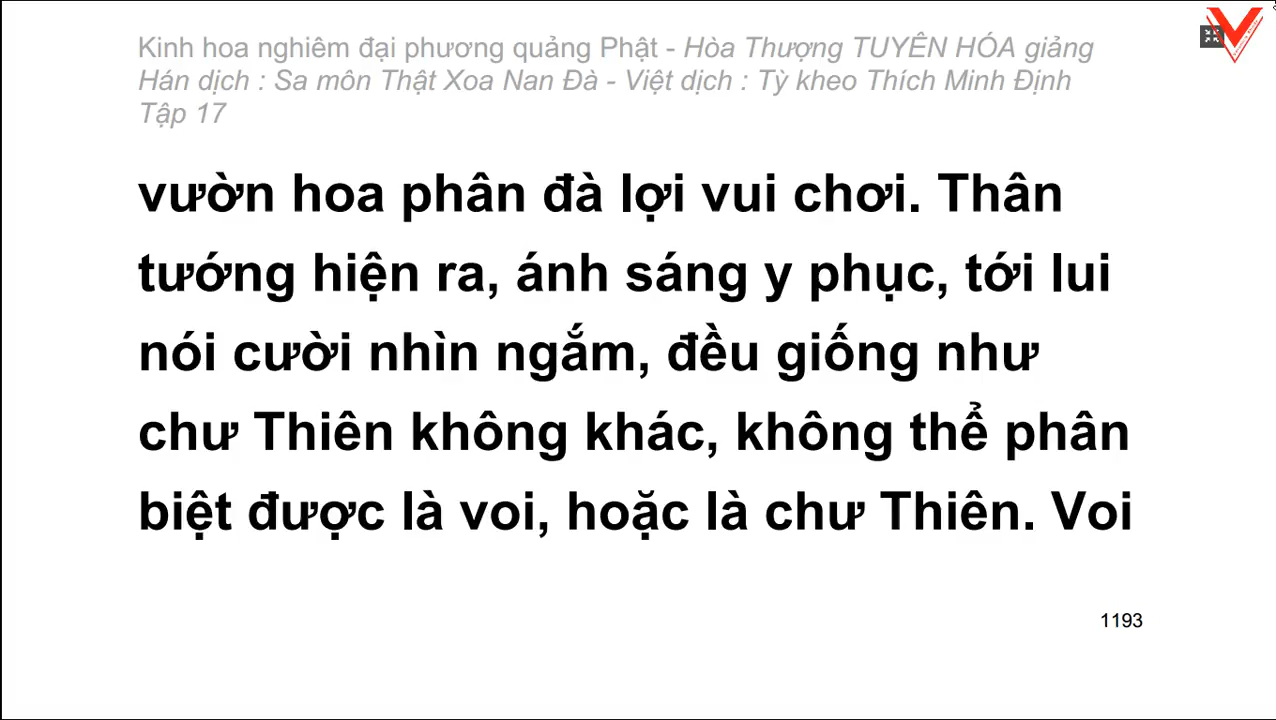 Kinh hoa nghiêm đại phương quảng Phật - Hòa Thượng TUYÊN HÓA giảng
Hán dịch : Sa môn Thật Xoa Nan Đà - Việt dịch : Tỳ kheo Thích Minh Định
Tập 17
vườn hoa phân đà lợi vui chơi. Thân
tướng hiện ra, ánh sáng y phục, tới lui
nói cười nhìn ngắm, đều giống như
chư Thiên không khác, không thể phân
biệt được là voi, hoặc là chư Thiên. Voi
1193